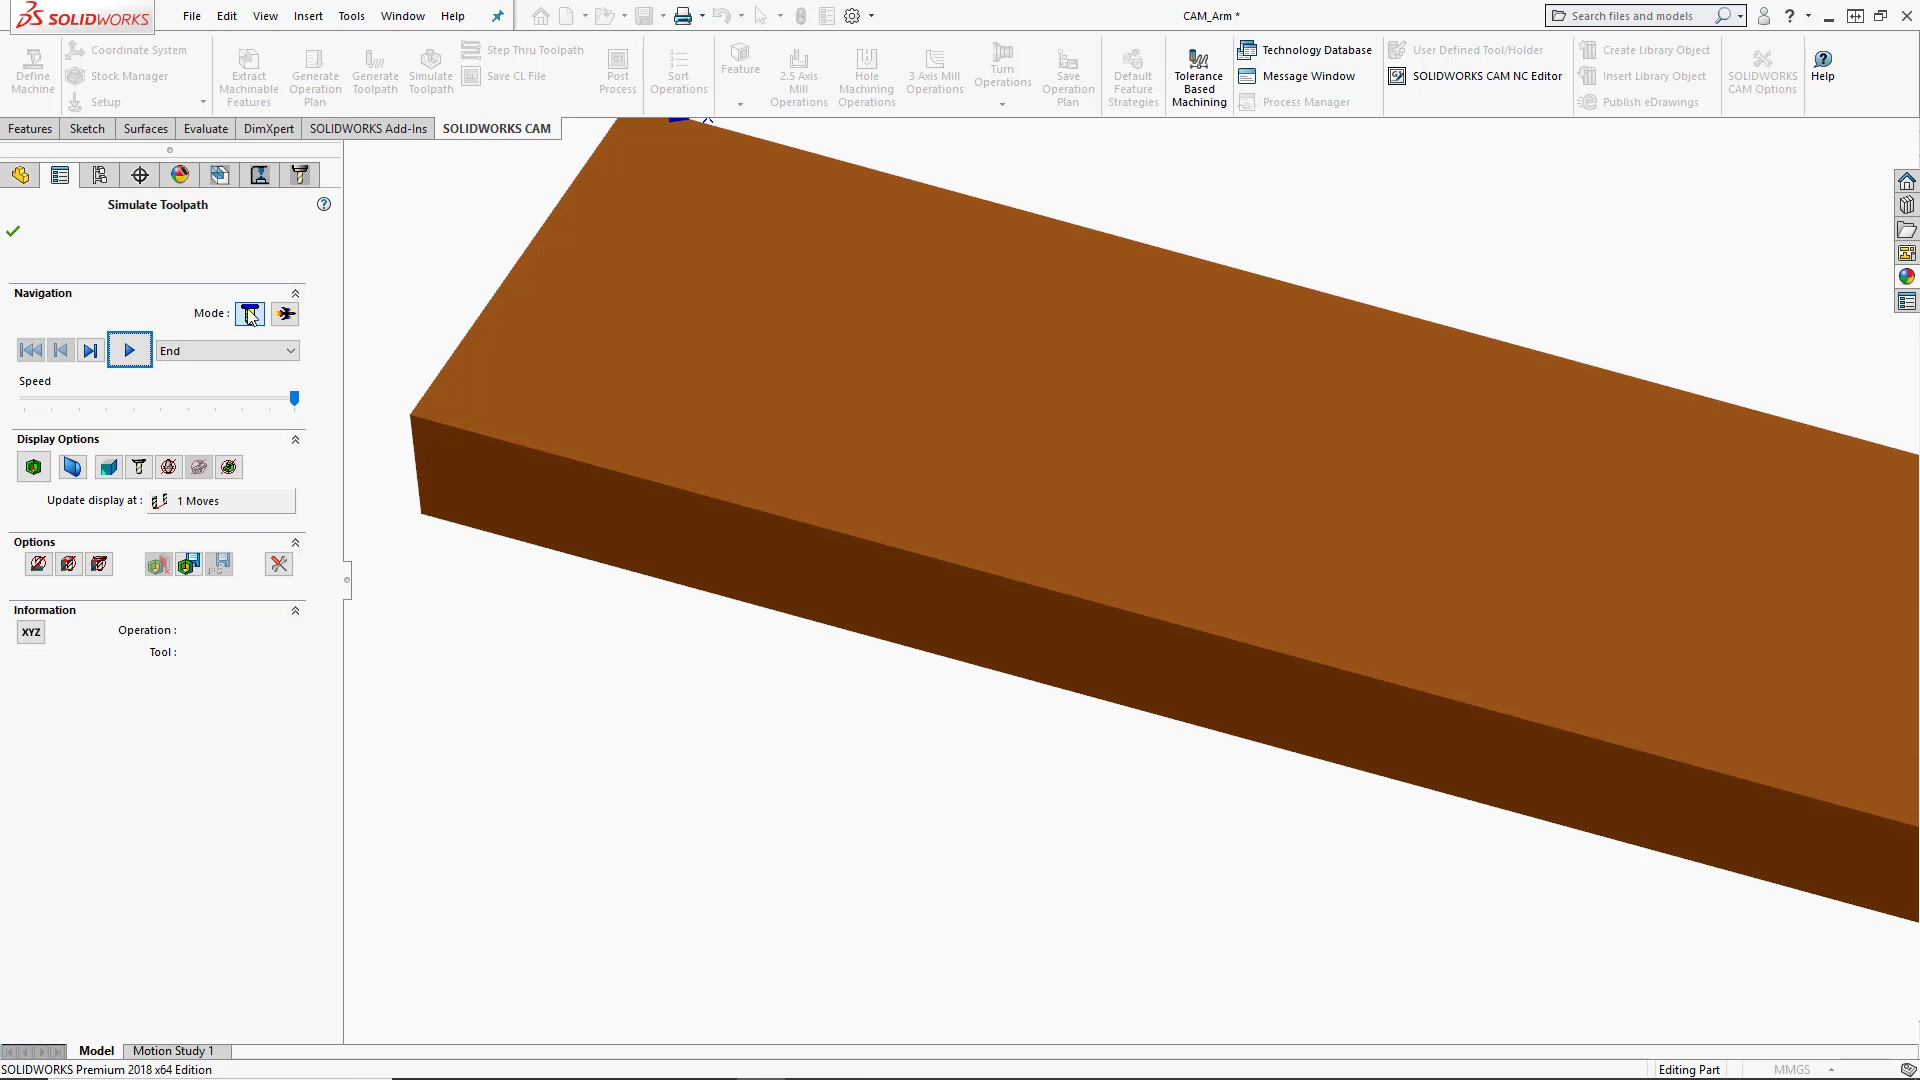 SOLIDWORKS
File Edit View Insert Tools Window Help
CAM_Arm *
Search files and models
Define Machine
Coordinate System
Stock Manager
Setup
Extract Machinable Features
Generate Operation Plan
Generate Toolpath
Simulate Toolpath
Step Thru Toolpath
Save CL File
Post Process
Sort Operations
Feature
2.5 Axis Mill Operations
Hole Machining Operations
3 Axis Mill Operations
Turn Operations
Save Operation Plan
Default Feature Strategies
Tolerance Based Machining
Technology Database
Message Window
Process Manager
User Defined Tool/Holder
SOLIDWORKS CAM NC Editor
Create Library Object
Insert Library Object
Publish eDrawings
SOLIDWORKS CAM Options
Help
Features Sketch Surfaces Evaluate DimXpert SOLIDWORKS Add-Ins SOLIDWORKS CAM
Simulate Toolpath
Navigation
Mode :
End
Speed
Display Options
Update display at : 1 Moves
Options
Information
XYZ Operation :
Tool :
Model Motion Study 1
SOLIDWORKS Premium 2018 x64 Edition
Editing Part
MMGS